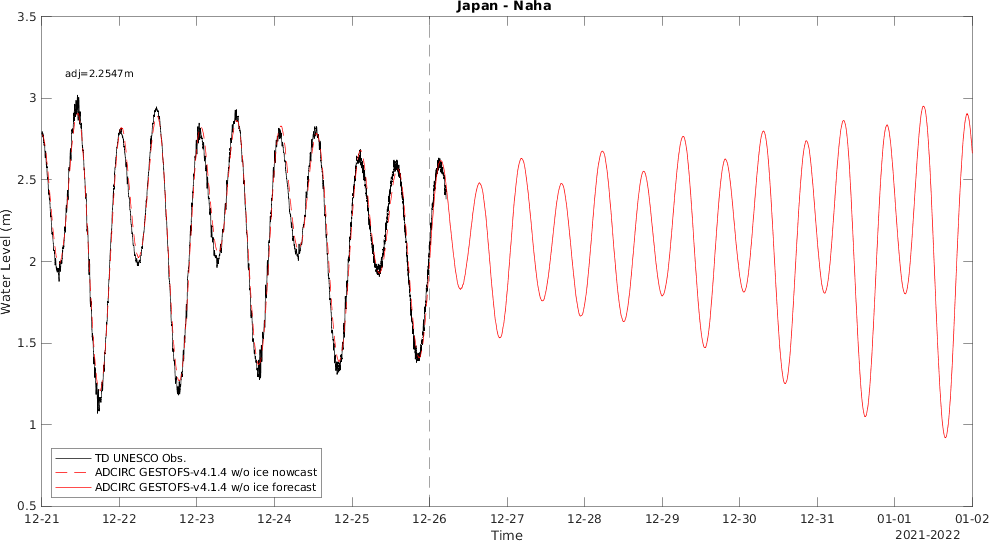 Japan - Naha
3.5
adj=2.2547m
3
2.5
Water Level (m)
2
1.5
1
TD UNESCO Obs.
ADCIRC GESTOFS-v4.1.4 w/o ice nowcast
ADCIRC GESTOFS-v4.1.4 w/o ice forecast
0.5
12-21 12-22 12-23 12-24 12-25 12-26 12-27 12-28 12-29 12-30 12-31 01-01 01-02
Time
2021-2022